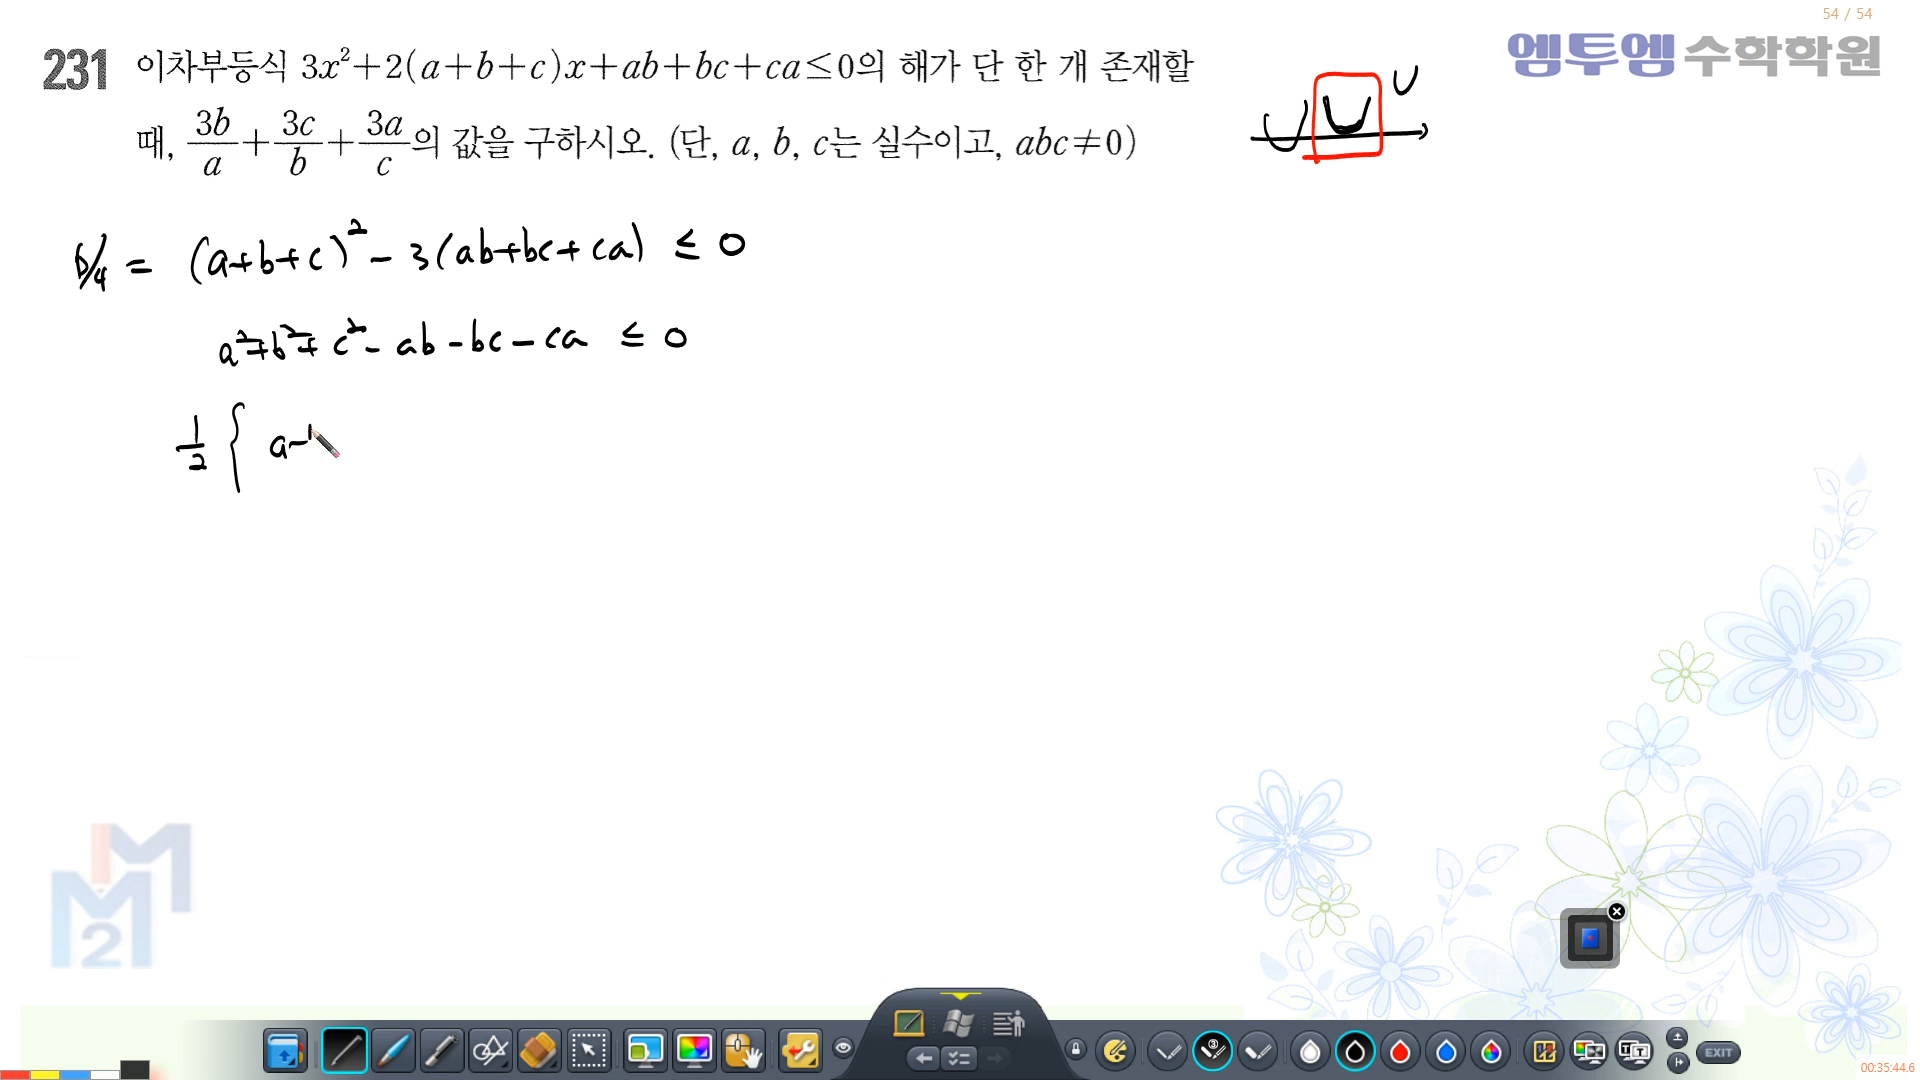 54 / 54
엠투엠 수학학원
231 이차부등식 3x²+2(a+b+c)x+ab+bc+ca≤0의 해가 단 한 개 존재할
때, 3b/a+3c/b+3a/c의 값을 구하시오. (단, a, b, c는 실수이고, abc≠0)
D/4 = (a+b+c)² - 3(ab+bc+ca) ≤ 0
a²+b²+c²-ab-bc-ca ≤ 0
1/2 { a-
M2M
EXIT
00:35:44.6